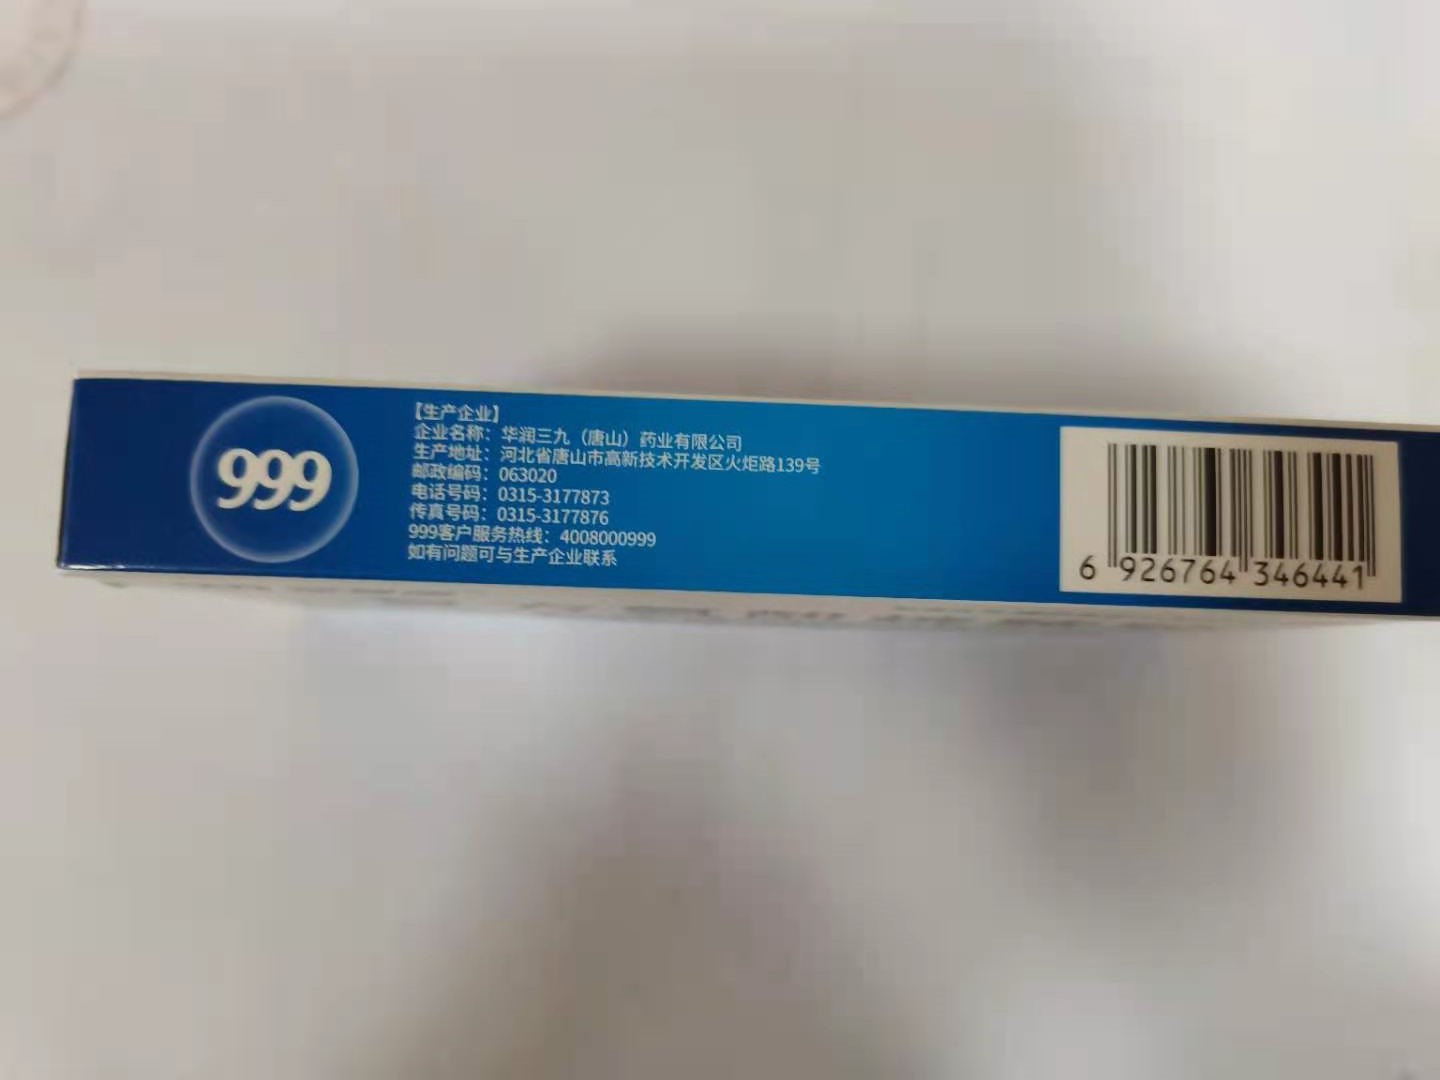 999
【生产企业】
企业名称：华润三九（唐山）药业有限公司
生产地址：河北省唐山市高新技术开发区火炬路139号
邮政编码：063020
电话号码：0315-3177873
传真号码：0315-3177876
999客户服务热线：4008000999
如有问题可与生产企业联系
6 926764 346441